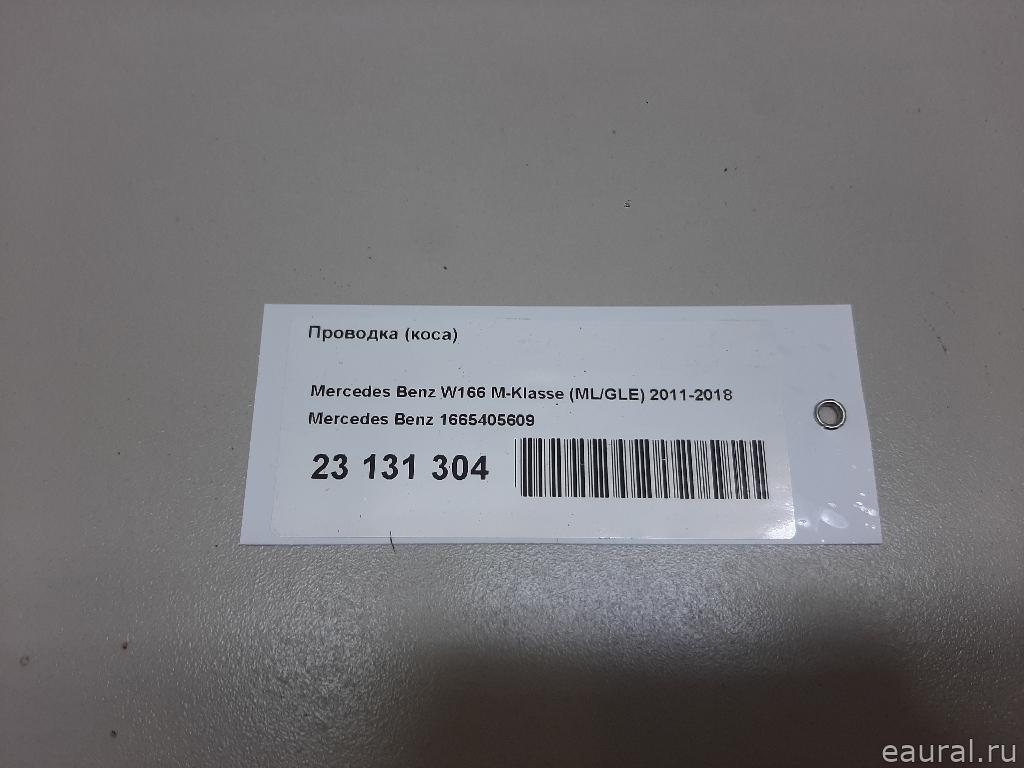 Проводка (коса)
Mercedes Benz W166 M-Klasse (ML/GLE) 2011-2018
Mercedes Benz 1665405609
23 131 304
eaural.ru